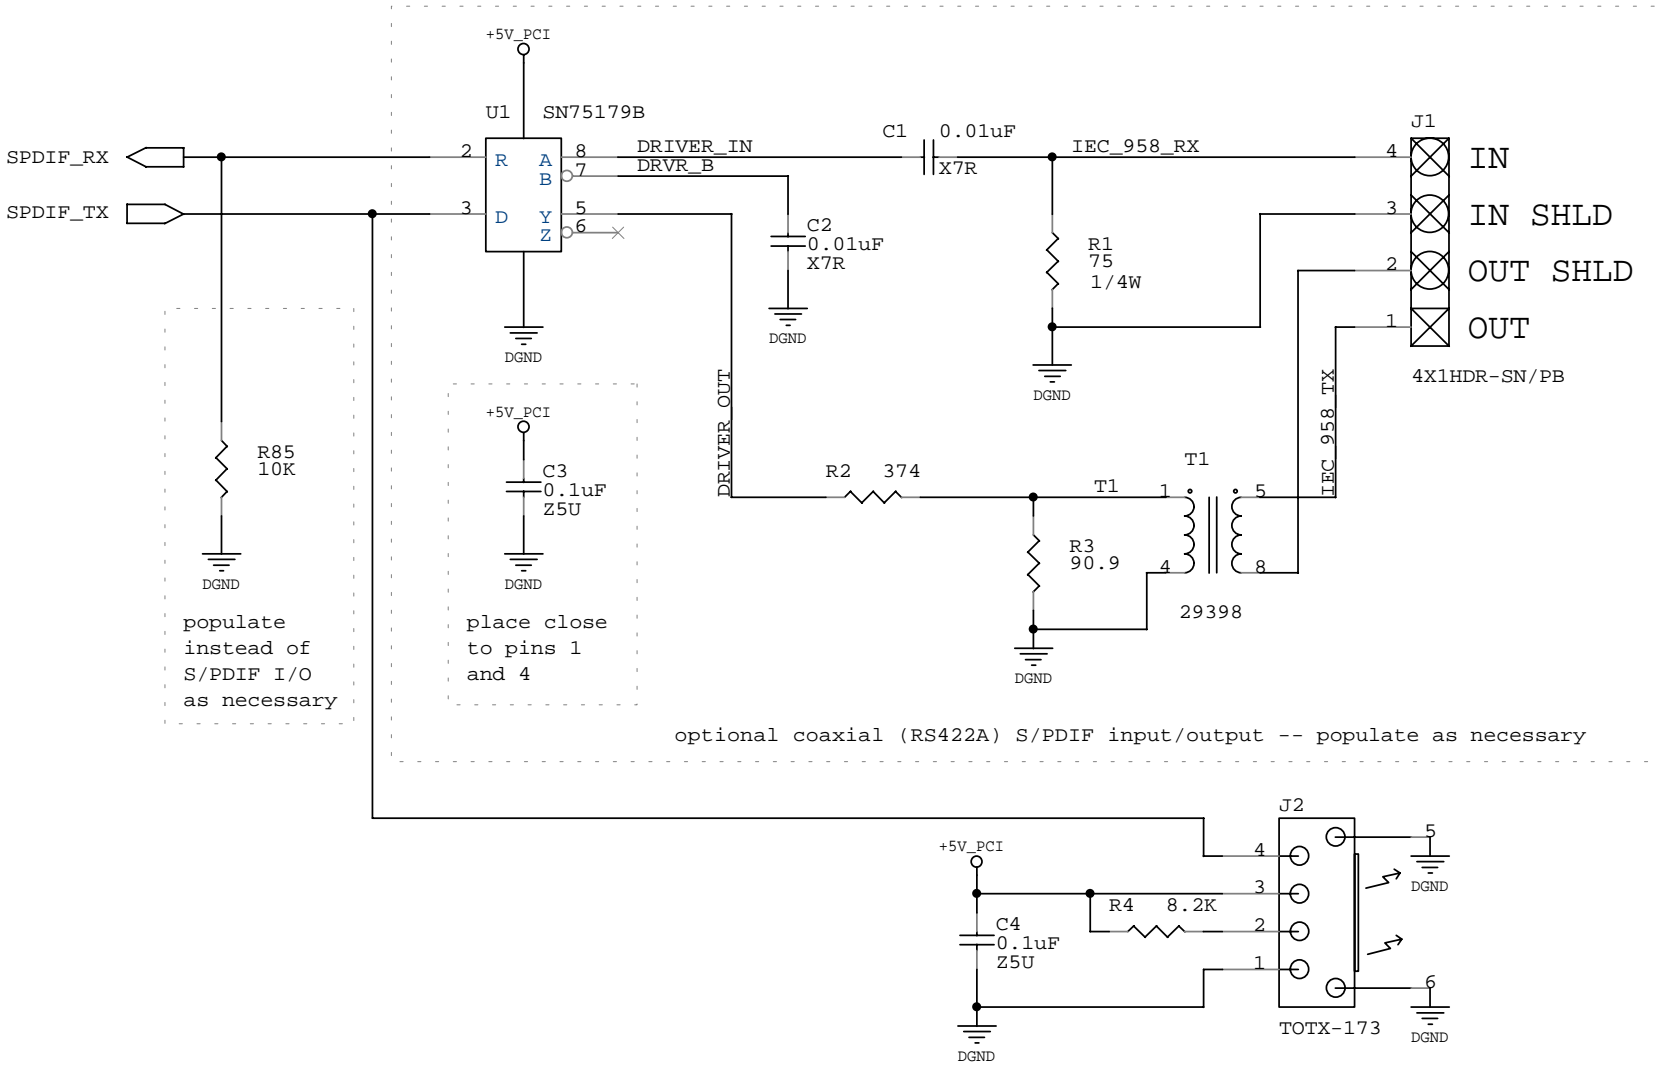 +5V_PCI
U1 SN75179B
SPDIF_RX
2 R A 8 DRIVER_IN
B 7 DRVR_B
SPDIF_TX
3 D Y 5
Z 6
DGND
C1 0.01uF
X7R
IEC_958_RX
C2
0.01uF
X7R
DGND
R1
75
1/4W
DGND
J1
4 IN
3 IN SHLD
2 OUT SHLD
1 OUT
4X1HDR-SN/PB
R85
10K
DGND
populate
instead of
S/PDIF I/O
as necessary
+5V_PCI
C3
0.1uF
Z5U
DGND
place close
to pins 1
and 4
DRIVER_OUT
R2 374
T1
R3
90.9
DGND
T1
1 5
4 8
29398
IEC_958_TX
optional coaxial (RS422A) S/PDIF input/output -- populate as necessary
+5V_PCI
C4
0.1uF
Z5U
DGND
R4 8.2K
J2
4
3
2
1
5
DGND
6
DGND
TOTX-173